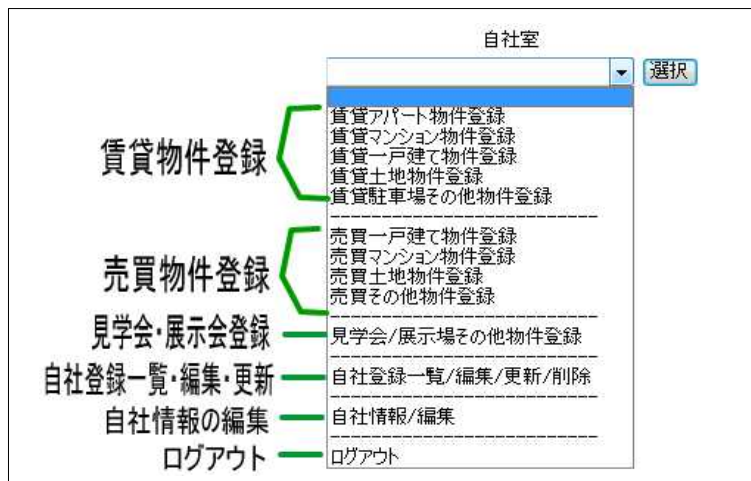 自社室
選択
賃貸物件登録
賃貸アパート物件登録
賃貸マンション物件登録
賃貸一戸建て物件登録
賃貸土地物件登録
賃貸駐車場その他物件登録
--------------------------
売買物件登録
売買一戸建て物件登録
売買マンション物件登録
売買土地物件登録
売買その他物件登録
--------------------------
見学会・展示会登録
見学会/展示場その他物件登録
--------------------------
自社登録一覧・編集・更新
自社登録一覧/編集/更新/削除
--------------------------
自社情報の編集
自社情報/編集
--------------------------
ログアウト
ログアウト